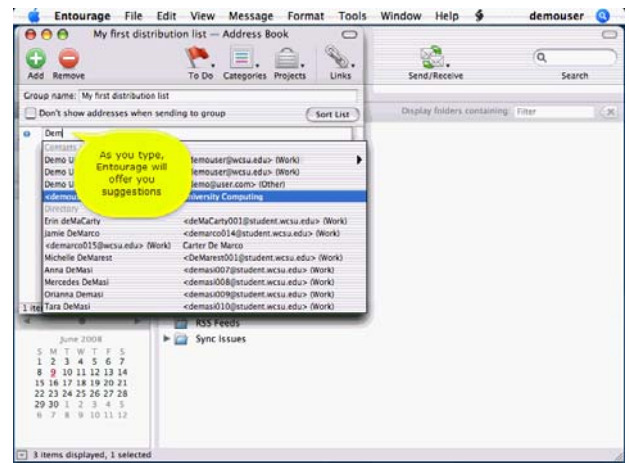 Entourage File Edit View Message Format Tools Window Help demouser
My first distribution list — Address Book
Add Remove To Do Categories Projects Links Send/Receive Search
Group name: My first distribution list
Don't show addresses when sending to group Sort List Display folders containing: Filter
Dem
Contacts
Demo U <demouser@wcsu.edu> (Work)
Demo U <demouser@wcsu.edu> (Work)
Demo U <demo@user.com> (Other)
<demous University Computing
As you type,
Entourage will
offer you
suggestions
Directory
Erin deMaCarty <deMaCarty001@student.wcsu.edu> (Work)
Jamie DeMarco <demarco014@student.wcsu.edu> (Work)
<demarco015@wcsu.edu> (Work) Carter De Marco
Michelle DeMarest <DeMarest001@student.wcsu.edu> (Work)
Anna DeMasi <demasi007@student.wcsu.edu> (Work)
Mercedes DeMasi <demasi008@student.wcsu.edu> (Work)
Orianna Demasi <demasi009@student.wcsu.edu> (Work)
Tara DeMasi <demasi010@student.wcsu.edu> (Work)
1 ite
RSS Feeds
Sync Issues
June 2008
S M T W T F S
1 2 3 4 5 6 7
8 9 10 11 12 13 14
15 16 17 18 19 20 21
22 23 24 25 26 27 28
29 30 1 2 3 4 5
6 7 8 9 10 11 12
3 items displayed, 1 selected